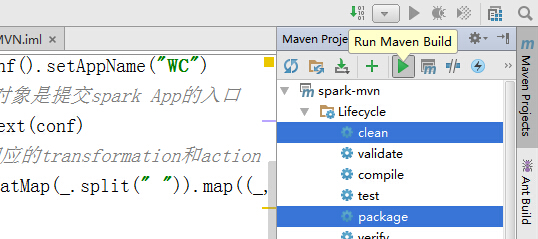 MVN.iml
nf().setAppName("WC")
对象是提交spark App的入口
ext(conf)
应的transformation和action
atMap(_.split(" ")).map((_,
Maven Proje
Run Maven Build
spark-mvn
Lifecycle
clean
validate
compile
test
package
verify
Maven Projects
Ant Build